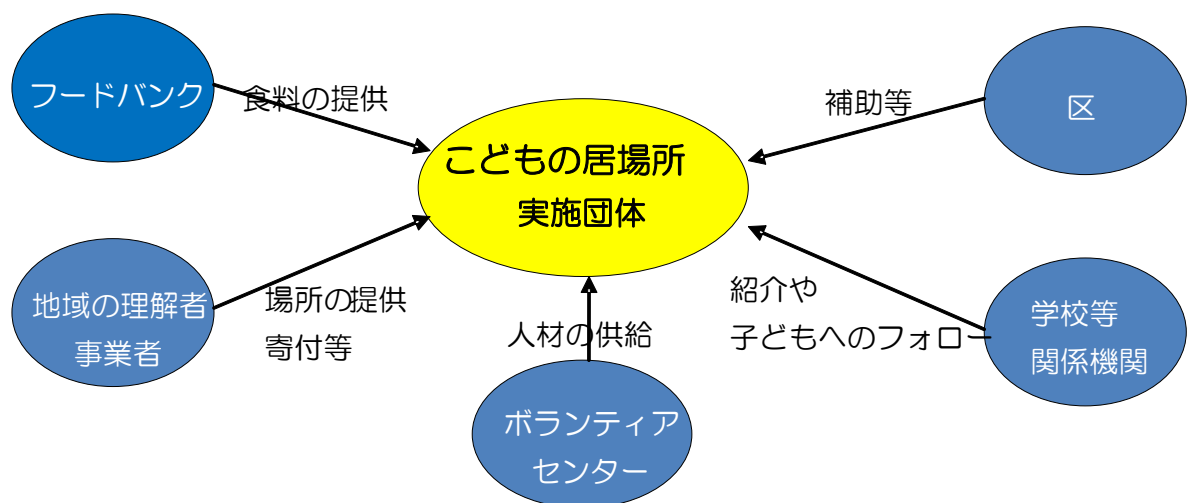 フードバンク
食料の提供
補助等
区
こどもの居場所
実施団体
地域の理解者
事業者
場所の提供
寄付等
人材の供給
紹介や
子どもへのフォロー
学校等
関係機関
ボランティア
センター